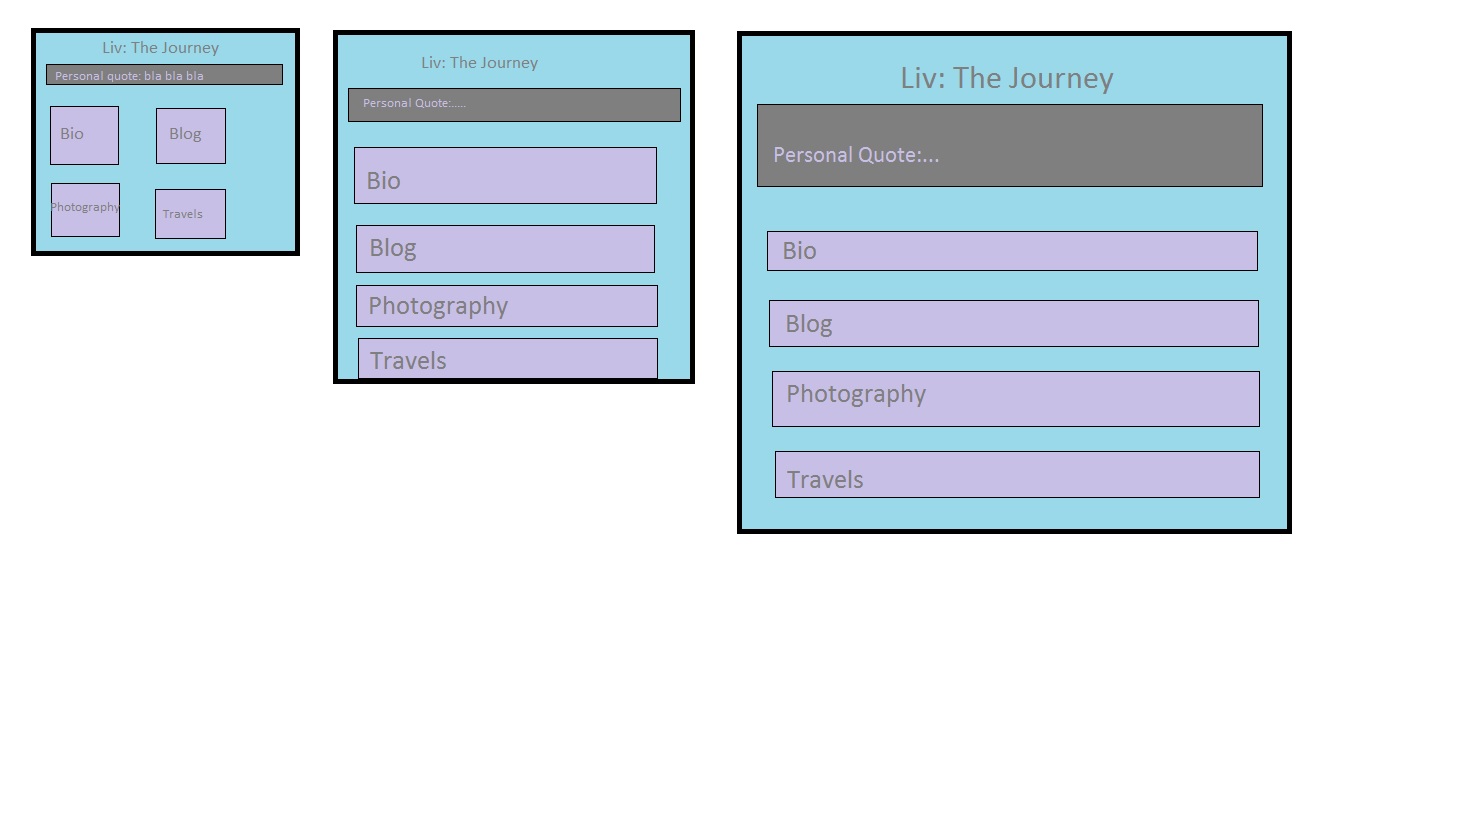 Liv: The Journey
Personal quote: bla bla bla
Bio
Blog
Photography
Travels
Liv: The Journey
Personal Quote:.....
Bio
Blog
Photography
Travels
Liv: The Journey
Personal Quote:...
Bio
Blog
Photography
Travels